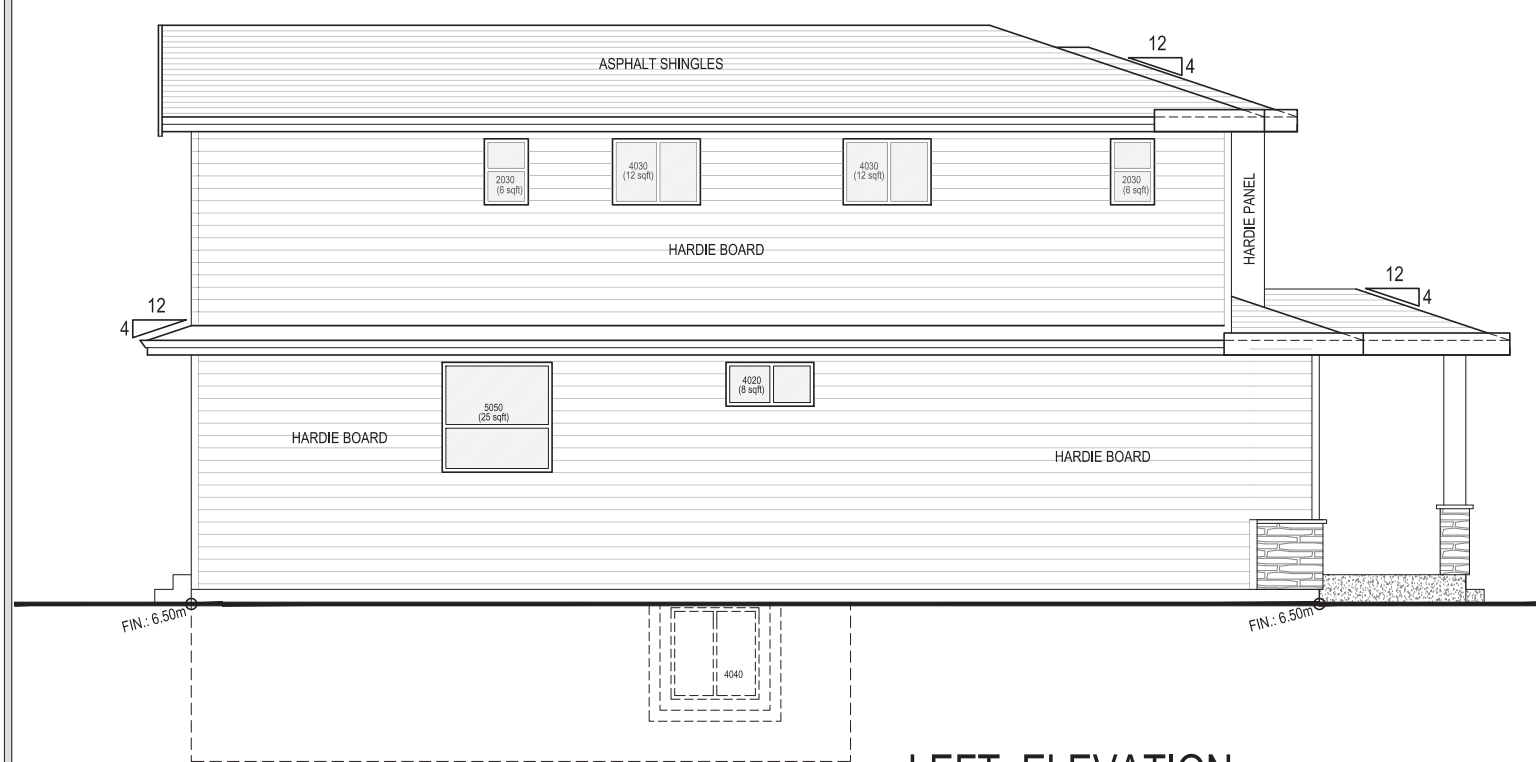 12
4
ASPHALT SHINGLES
2030
(6 sqft)
4030
(12 sqft)
4030
(12 sqft)
2030
(6 sqft)
HARDIE PANEL
HARDIE BOARD
12
4
12
4
5050
(25 sqft)
4020
(8 sqft)
HARDIE BOARD
HARDIE BOARD
FIN.: 6.50m
FIN.: 6.50m
4040
LEFT ELEVATION